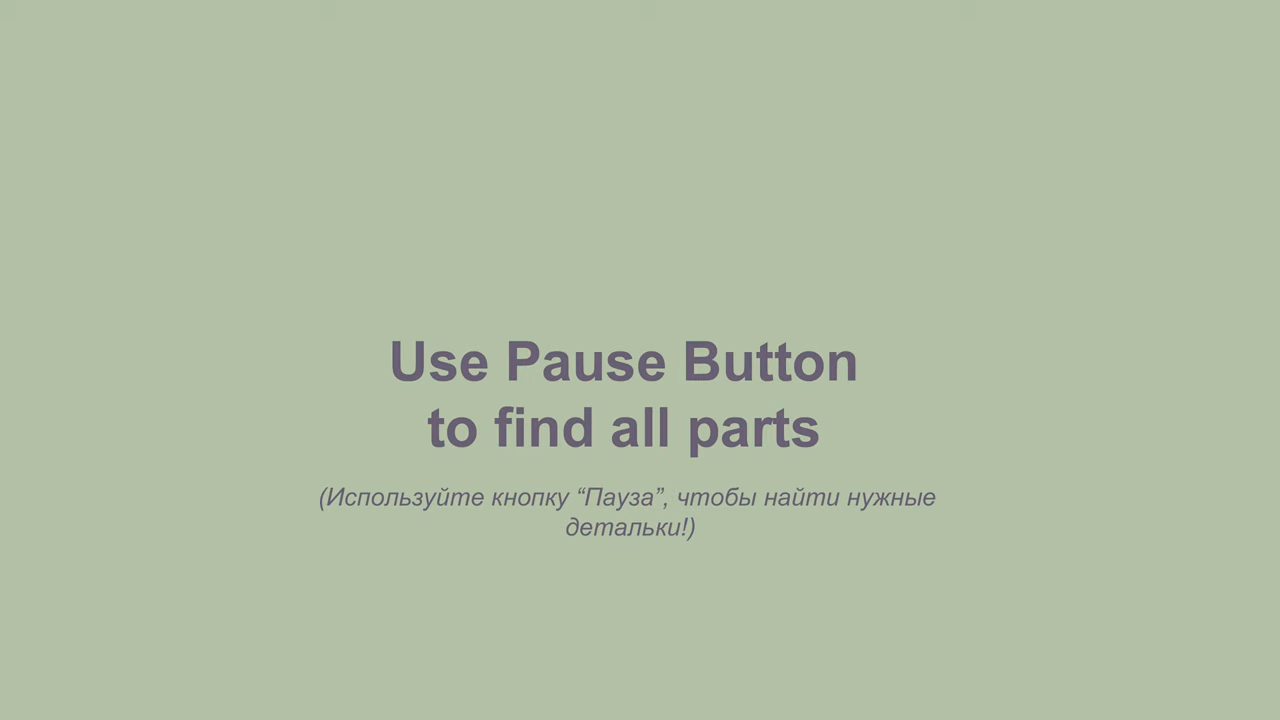 Use Pause Button
to find all parts
(Используйте кнопку “Пауза”, чтобы найти нужные
детальки!)